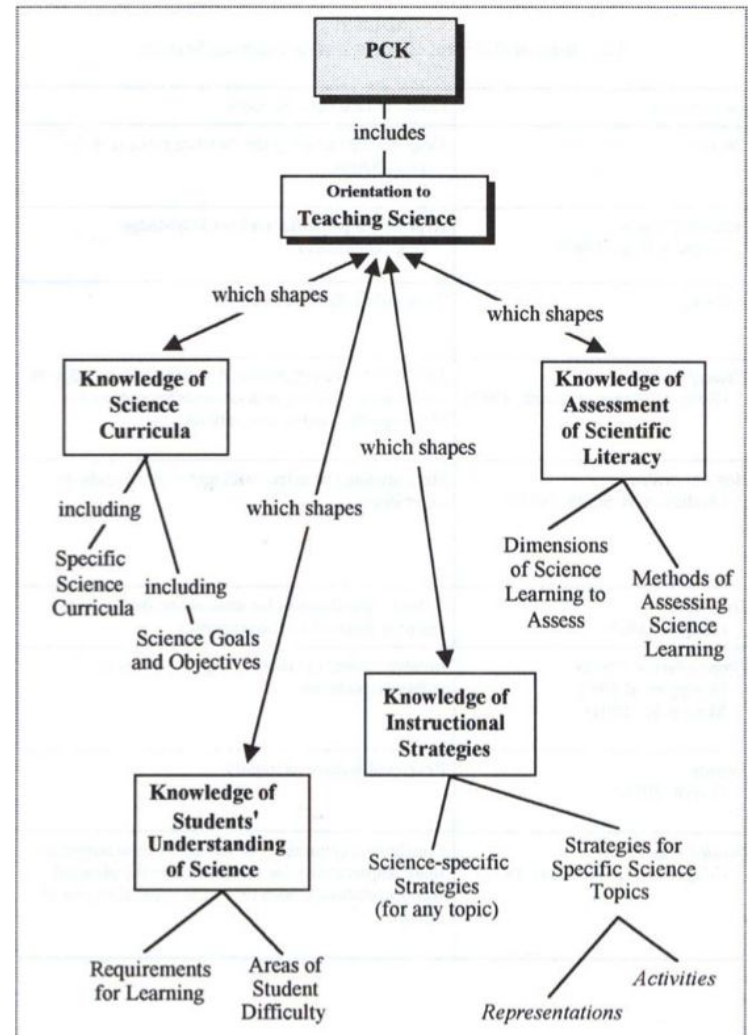 PCK
includes
Orientation to
Teaching Science
which shapes
which shapes
Knowledge of
Science
Curricula
Knowledge of
Assessment
of Scientific
Literacy
which shapes
which shapes
including
Specific
Science
Curricula
including
Science Goals
and Objectives
Dimensions
of Science
Learning to
Assess
Methods of
Assessing
Science
Learning
Knowledge of
Instructional
Strategies
Knowledge of
Students'
Understanding
of Science
Science-specific
Strategies
(for any topic)
Strategies for
Specific Science
Topics
Requirements
for Learning
Areas of
Student
Difficulty
Representations
Activities